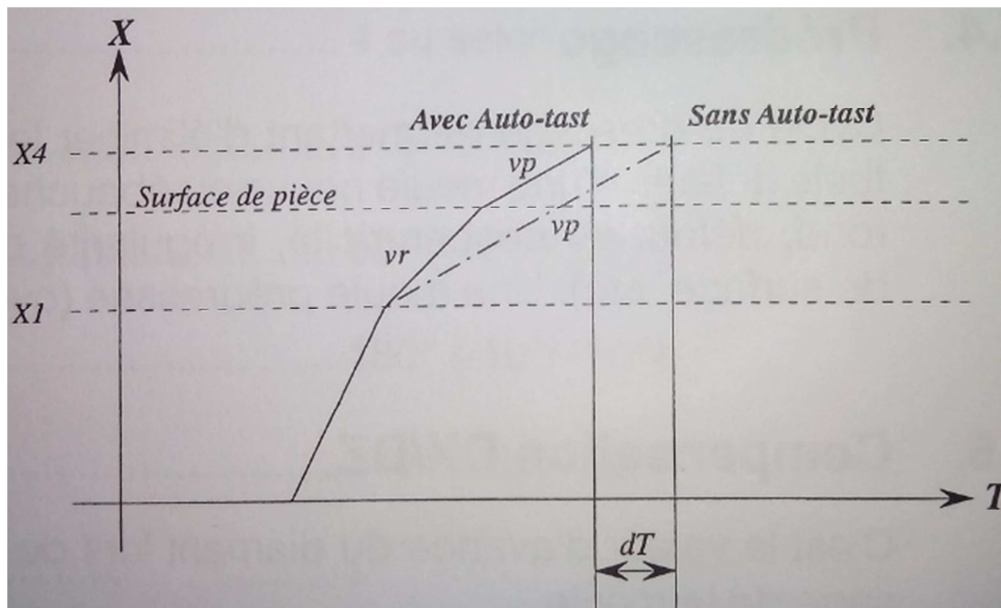 X
Avec Auto-tast
Sans Auto-tast
X4
vp
Surface de pièce
vp
vr
X1
T
dT